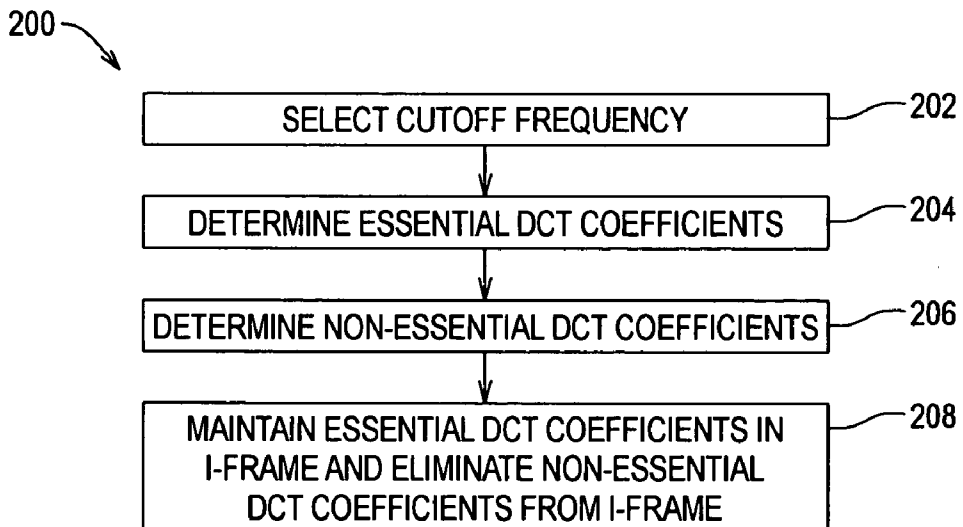 200
SELECT CUTOFF FREQUENCY
202
DETERMINE ESSENTIAL DCT COEFFICIENTS
204
DETERMINE NON-ESSENTIAL DCT COEFFICIENTS
206
MAINTAIN ESSENTIAL DCT COEFFICIENTS IN
I-FRAME AND ELIMINATE NON-ESSENTIAL
DCT COEFFICIENTS FROM I-FRAME
208